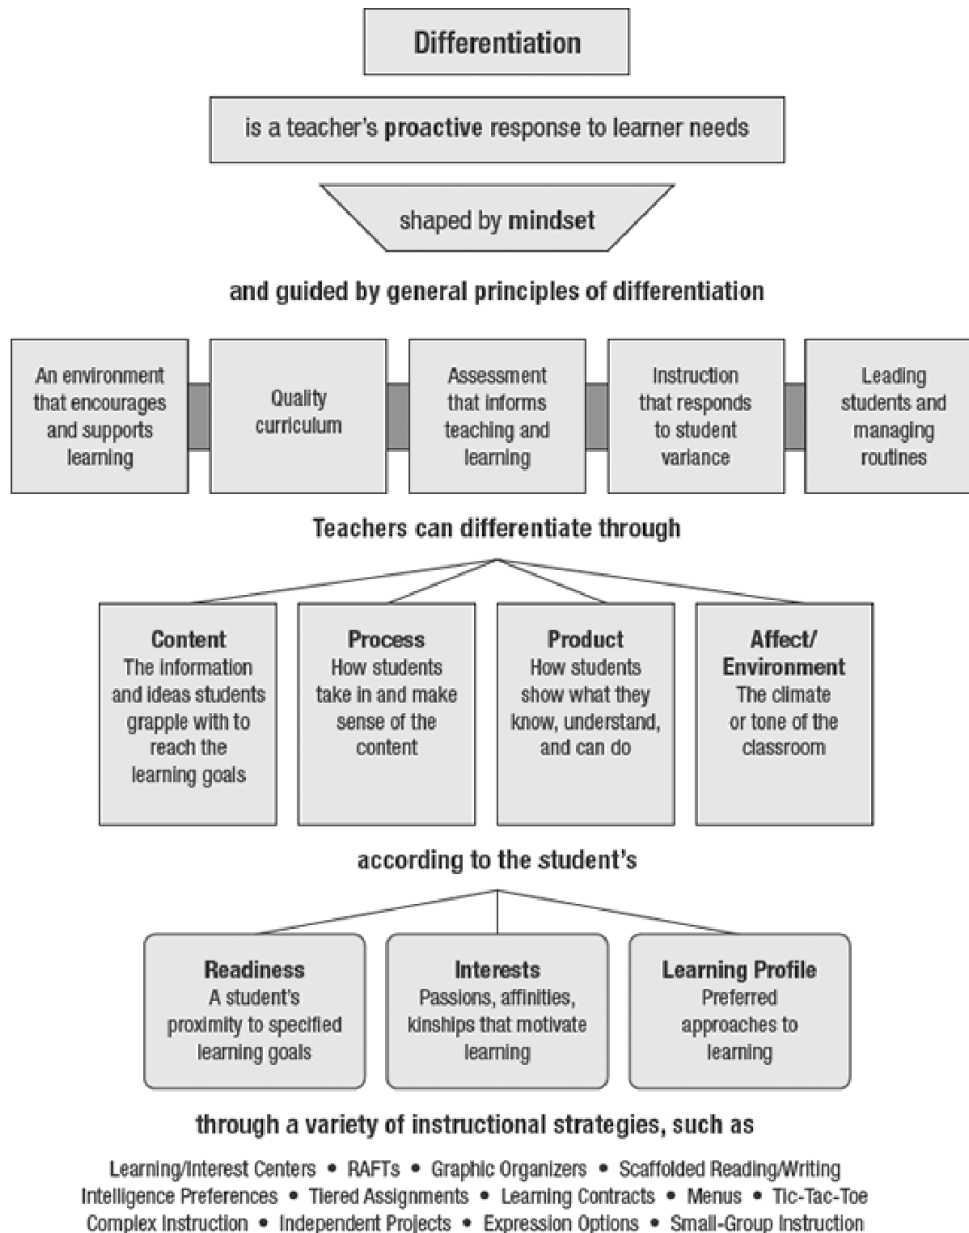 Differentiation
is a teacher's proactive response to learner needs
shaped by mindset
and guided by general principles of differentiation
An environment
that encourages
and supports
learning
Quality
curriculum
Assessment
that informs
teaching and
learning
Instruction
that responds
to student
variance
Leading
students and
managing
routines
Teachers can differentiate through
Content
The information
and ideas students
grapple with to
reach the
learning goals
Process
How students
take in and make
sense of the
content
Product
How students
show what they
know, understand,
and can do
Affect/
Environment
The climate
or tone of the
classroom
according to the student's
Readiness
A student's
proximity to specified
learning goals
Interests
Passions, affinities,
kinships that motivate
learning
Learning Profile
Preferred
approaches to
learning
through a variety of instructional strategies, such as
Learning/Interest Centers • RAFTs • Graphic Organizers • Scaffolded Reading/Writing
Intelligence Preferences • Tiered Assignments • Learning Contracts • Menus • Tic-Tac-Toe
Complex Instruction • Independent Projects • Expression Options • Small-Group Instruction